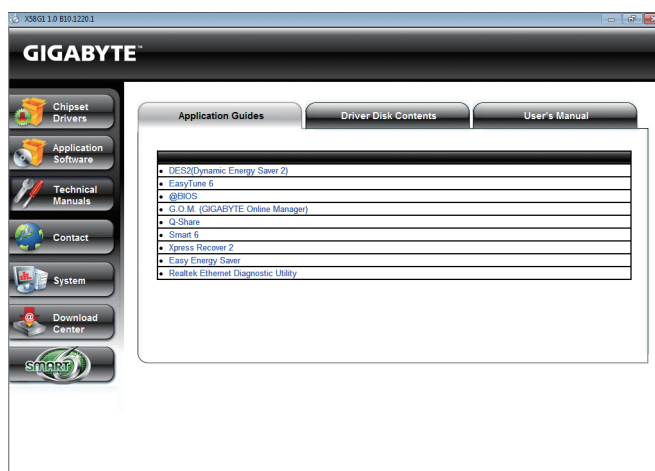 X58G1 1.0 B10.1220.1
GIGABYTE™
Chipset
Drivers
Application
Software
Technical
Manuals
Contact
System
Download
Center
SMART 6
Application Guides
Driver Disk Contents
User's Manual
• DES2(Dynamic Energy Saver 2)
• EasyTune 6
• @BIOS
• G.O.M. (GIGABYTE Online Manager)
• Q-Share
• Smart 6
• Xpress Recover 2
• Easy Energy Saver
• Realtek Ethernet Diagnostic Utility